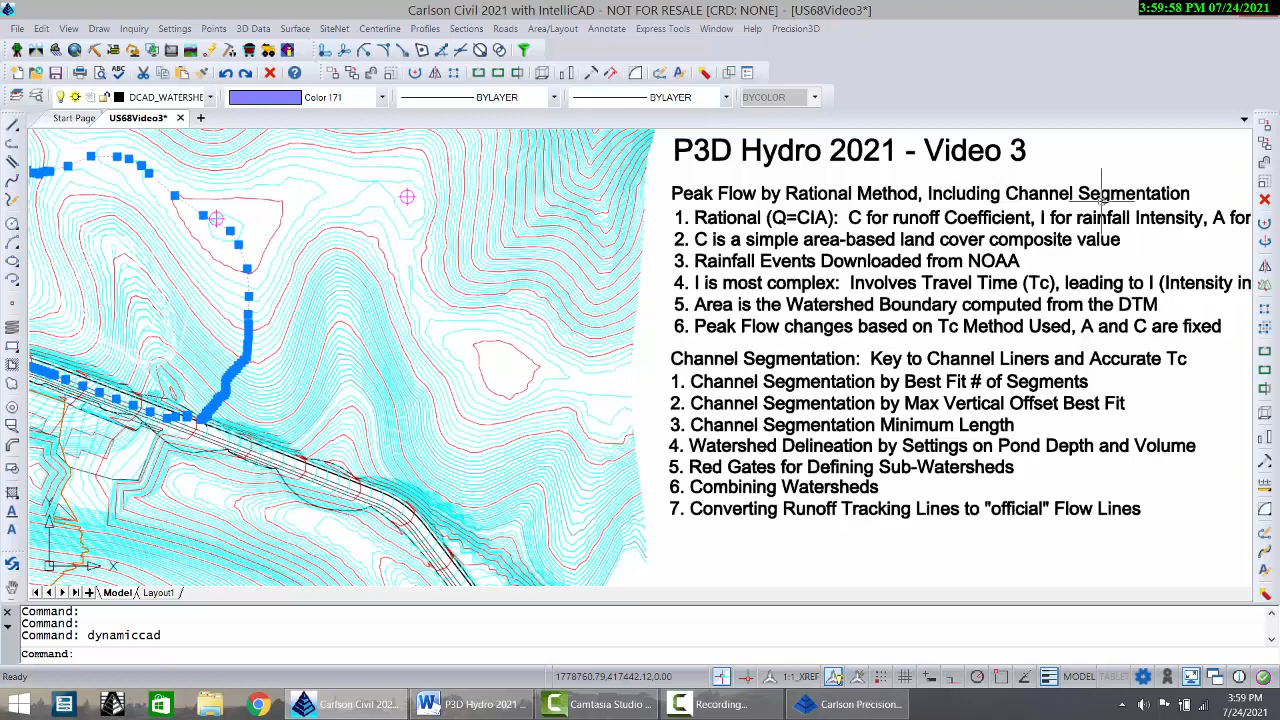 Carlson Civil 2021 with IntelliCAD - NOT FOR RESALE [CRD: NONE] - [US68Video3*]
3:59:58 PM 07/24/2021
File Edit View Draw Inquiry Settings Points 3D Data Surface SiteNet Centerline Profiles Sections Roads Area/Layout Annotate Express Tools Window Help Precision3D
DCAD_WATERSHE Color 171 BYLAYER BYLAYER BYCOLOR
Start Page US68Video3*
P3D Hydro 2021 - Video 3
Peak Flow by Rational Method, Including Channel Segmentation
1. Rational (Q=CIA): C for runoff Coefficient, I for rainfall Intensity, A for
2. C is a simple area-based land cover composite value
3. Rainfall Events Downloaded from NOAA
4. I is most complex: Involves Travel Time (Tc), leading to I (Intensity in
5. Area is the Watershed Boundary computed from the DTM
6. Peak Flow changes based on Tc Method Used, A and C are fixed
Channel Segmentation: Key to Channel Liners and Accurate Tc
1. Channel Segmentation by Best Fit # of Segments
2. Channel Segmentation by Max Vertical Offset Best Fit
3. Channel Segmentation Minimum Length
4. Watershed Delineation by Settings on Pond Depth and Volume
5. Red Gates for Defining Sub-Watersheds
6. Combining Watersheds
7. Converting Runoff Tracking Lines to "official" Flow Lines
Y
X
Model Layout1
Command:
Command:
Command: dynamiccad
Command:
Ready 1778760.79,417442.12,0.00 1:1_XREF MODEL TABLET
Carlson Civil 202... P3D Hydro 2021 ... Camtasia Studio ... Recording... Carlson Precision...
3:59 PM
7/24/2021